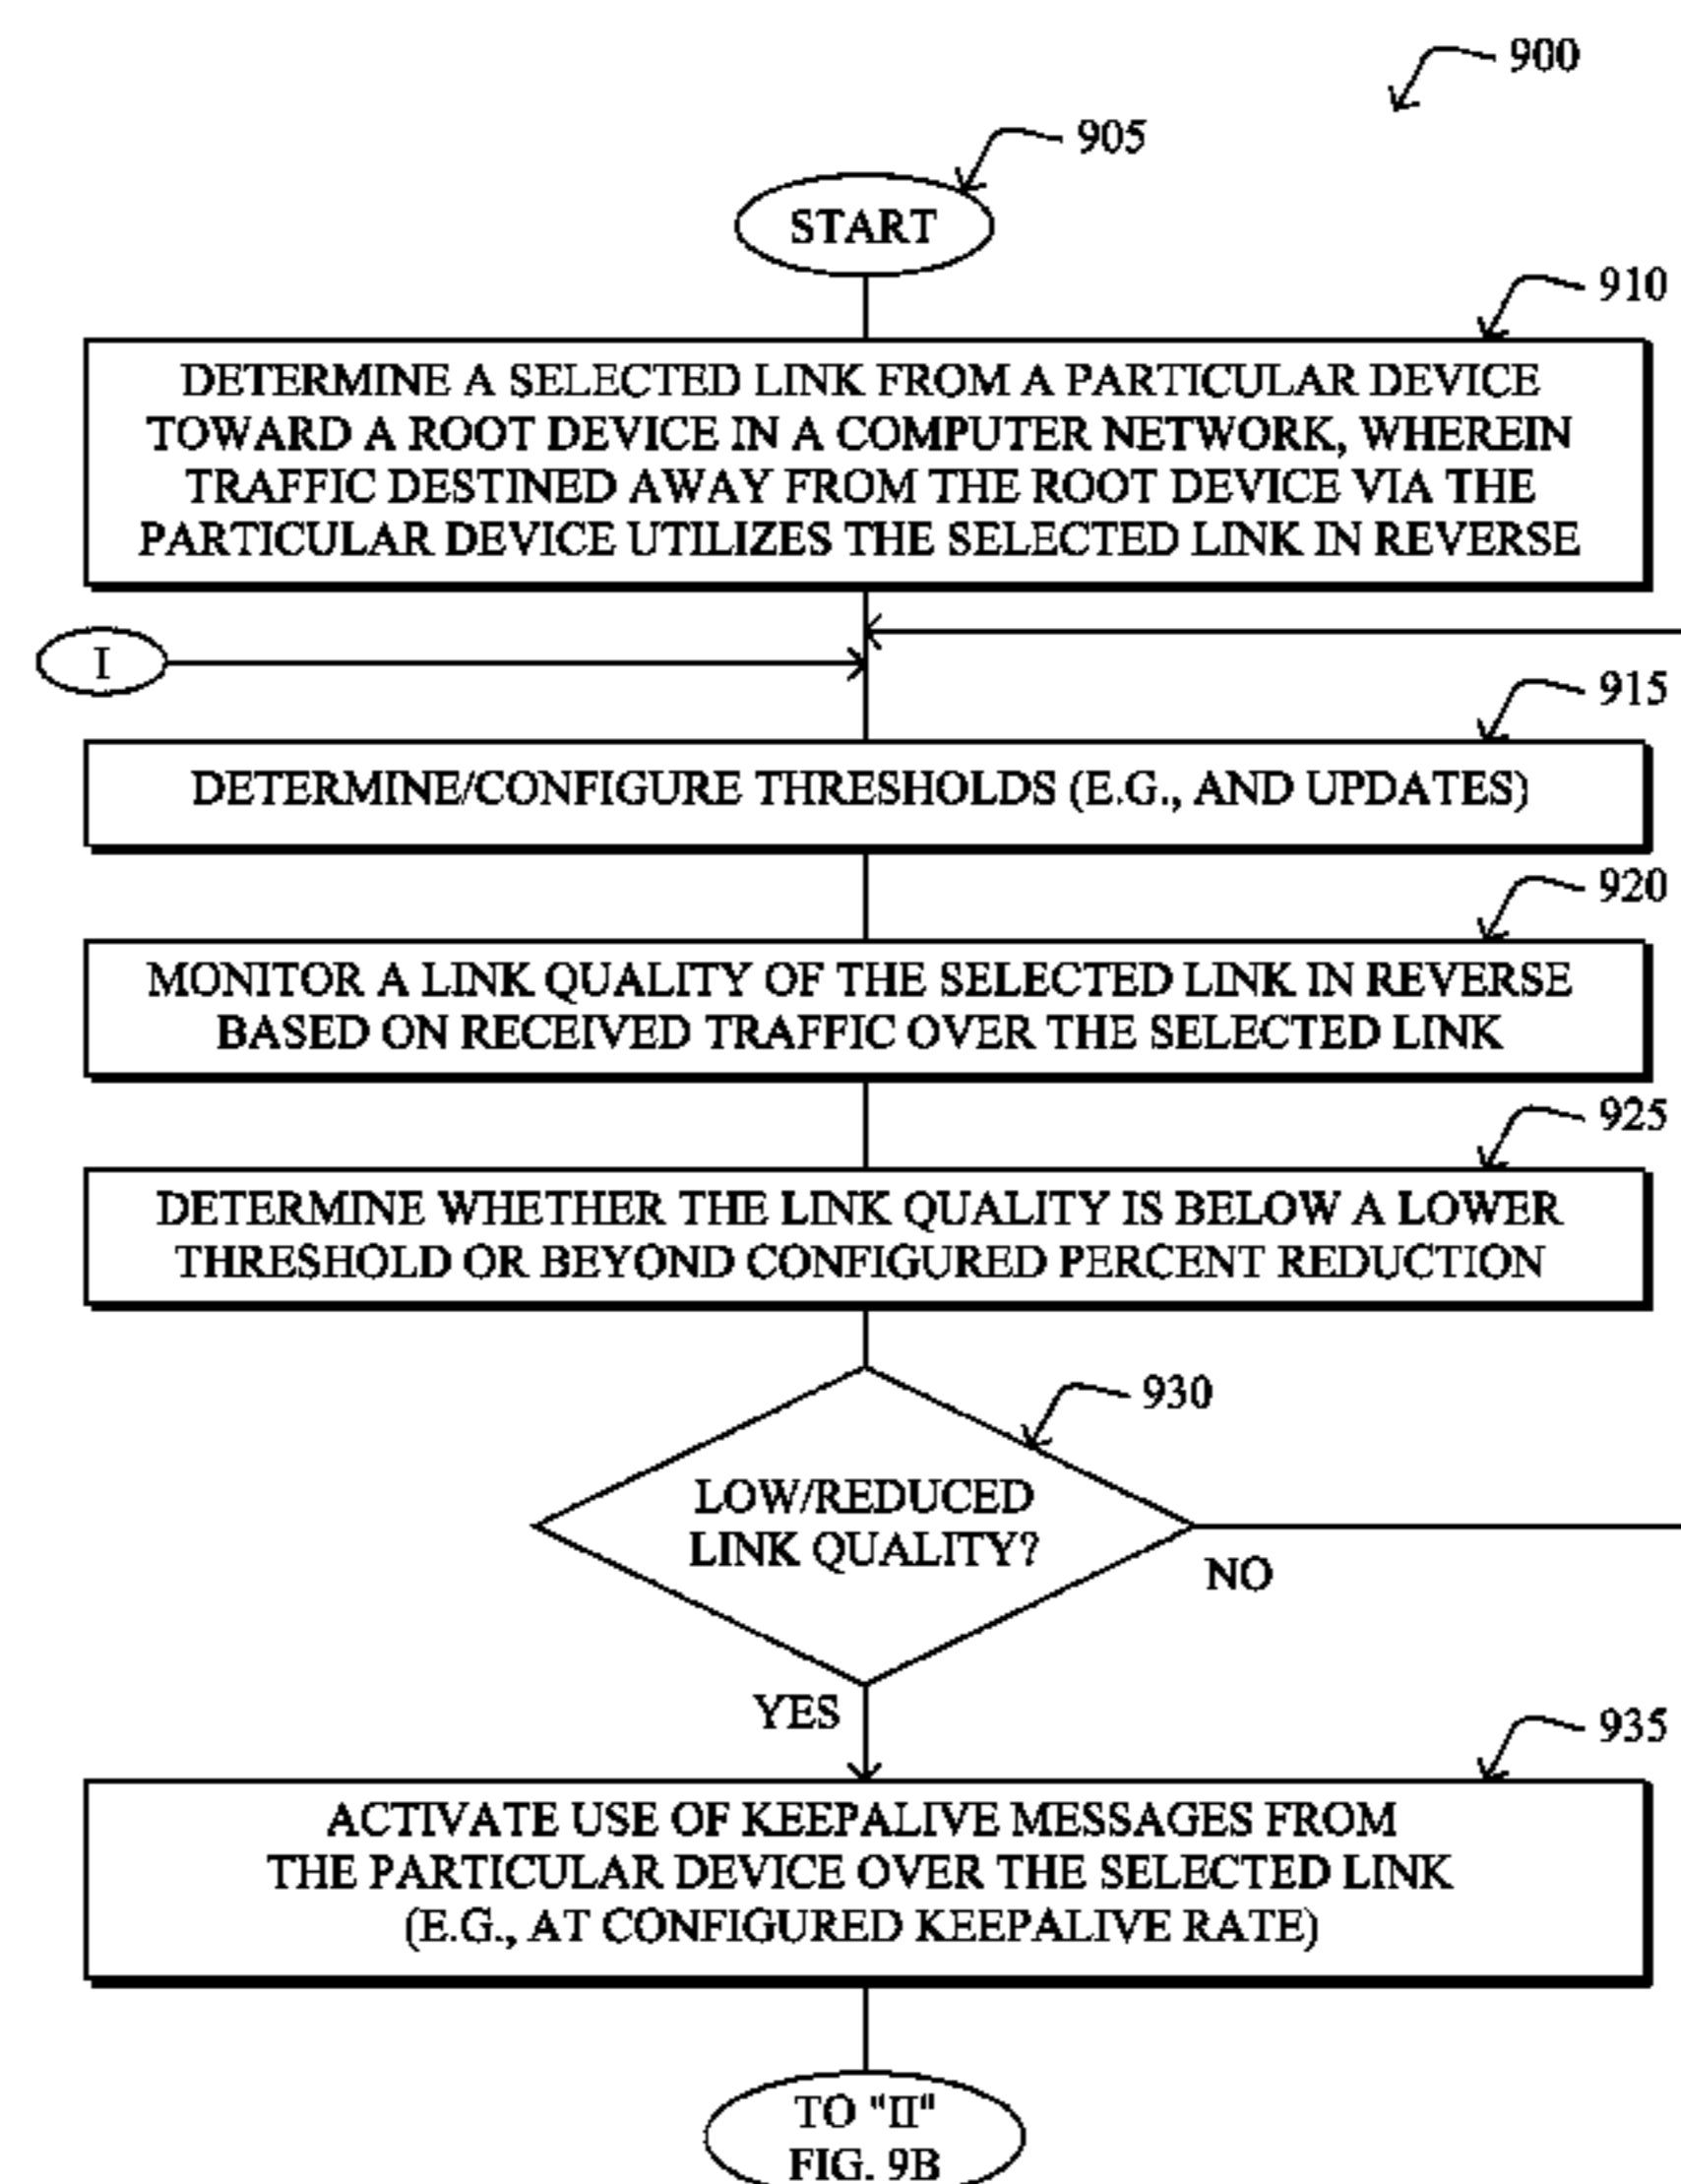 900
905
START
910
DETERMINE A SELECTED LINK FROM A PARTICULAR DEVICE
TOWARD A ROOT DEVICE IN A COMPUTER NETWORK, WHEREIN
TRAFFIC DESTINED AWAY FROM THE ROOT DEVICE VIA THE
PARTICULAR DEVICE UTILIZES THE SELECTED LINK IN REVERSE
I
915
DETERMINE/CONFIGURE THRESHOLDS (E.G., AND UPDATES)
920
MONITOR A LINK QUALITY OF THE SELECTED LINK IN REVERSE
BASED ON RECEIVED TRAFFIC OVER THE SELECTED LINK
925
DETERMINE WHETHER THE LINK QUALITY IS BELOW A LOWER
THRESHOLD OR BEYOND CONFIGURED PERCENT REDUCTION
930
LOW/REDUCED
LINK QUALITY?
NO
YES
935
ACTIVATE USE OF KEEPALIVE MESSAGES FROM
THE PARTICULAR DEVICE OVER THE SELECTED LINK
(E.G., AT CONFIGURED KEEPALIVE RATE)
TO "II"
FIG. 9B